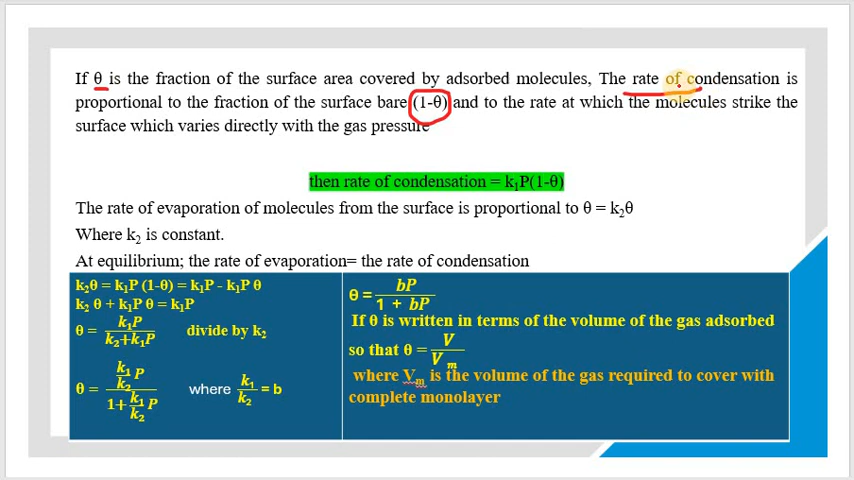 If θ is the fraction of the surface area covered by adsorbed molecules, The rate of condensation is
proportional to the fraction of the surface bare (1-θ) and to the rate at which the molecules strike the
surface which varies directly with the gas pressure
then rate of condensation = k₁P(1-θ)
The rate of evaporation of molecules from the surface is proportional to θ = k₂θ
Where k₂ is constant.
At equilibrium; the rate of evaporation= the rate of condensation
k₂θ = k₁P (1-θ) = k₁P - k₁P θ
k₂ θ + k₁P θ = k₁P
θ = k₁P / k₂+k₁P divide by k₂
θ = k₁/k₂ P / 1+ k₁/k₂ P where k₁/k₂ = b
θ = bP / 1 + bP
If θ is written in terms of the volume of the gas adsorbed
so that θ = V / Vₘ
where Vₘ is the volume of the gas required to cover with
complete monolayer